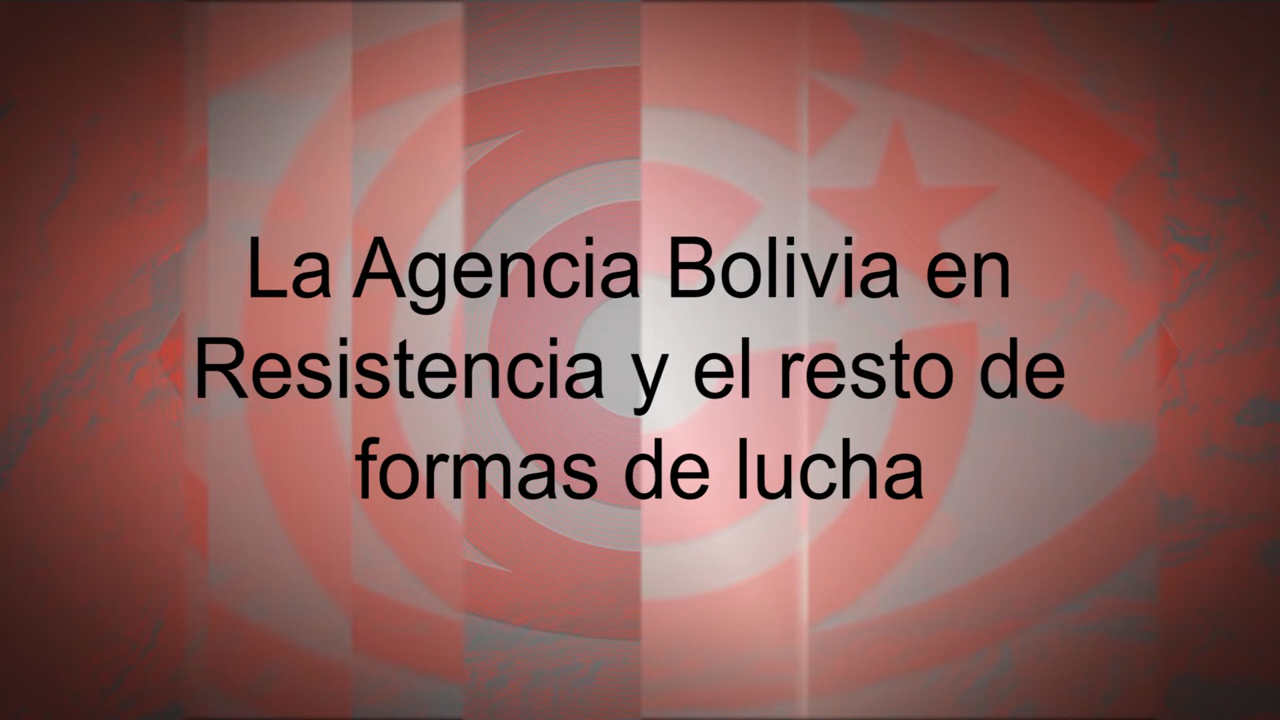 La Agencia Bolivia en
Resistencia y el resto de
formas de lucha